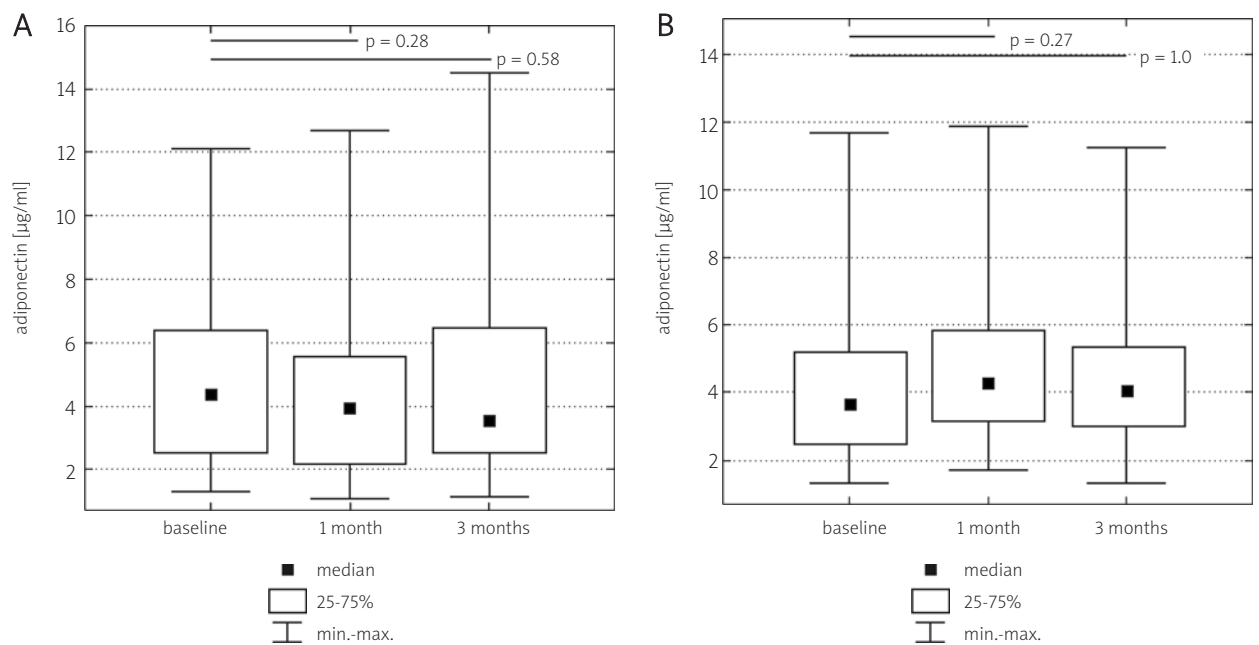 A
adiponectin [µg/ml]
16
14
12
10
8
6
4
2
p = 0.28
p = 0.58
baseline
1 month
3 months
median
25-75%
min.-max.
B
adiponectin [µg/ml]
14
12
10
8
6
4
2
p = 0.27
p = 1.0
baseline
1 month
3 months
median
25-75%
min.-max.